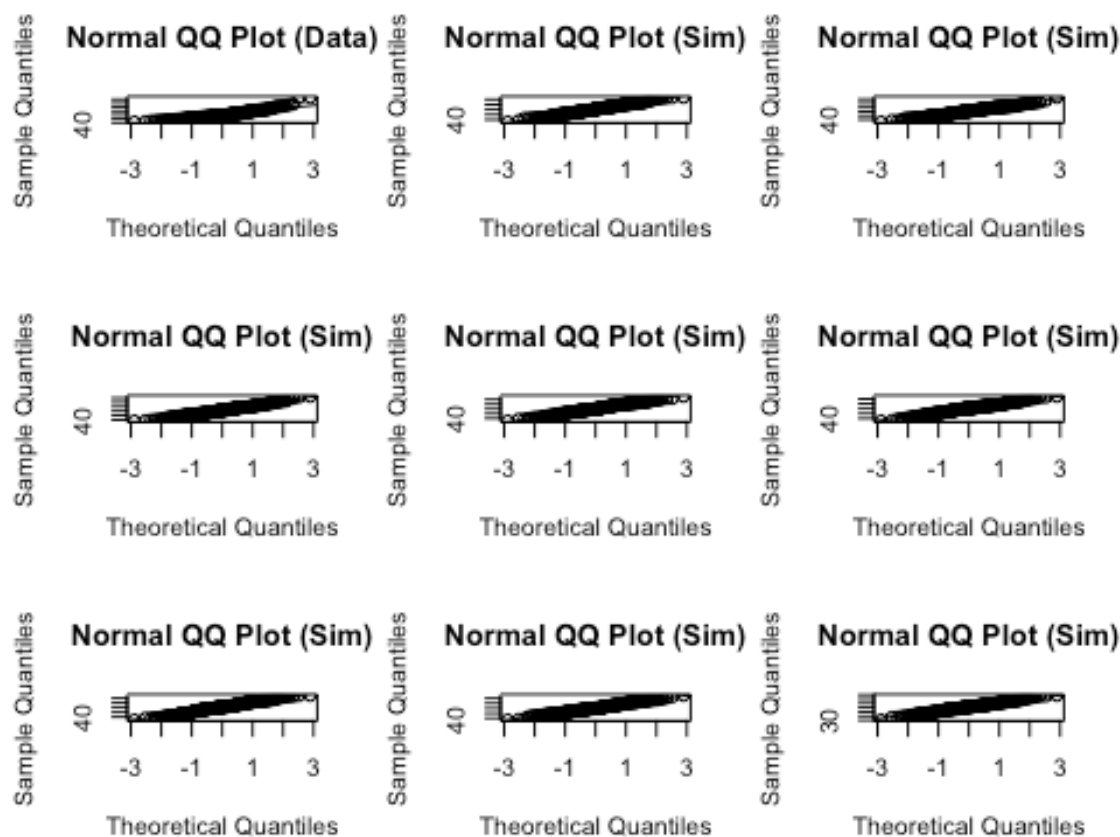 Normal QQ Plot (Data)
Sample Quantiles
40
-3 -1 1 3
Theoretical Quantiles
Normal QQ Plot (Sim)
Sample Quantiles
40
-3 -1 1 3
Theoretical Quantiles
Normal QQ Plot (Sim)
Sample Quantiles
40
-3 -1 1 3
Theoretical Quantiles
Normal QQ Plot (Sim)
Sample Quantiles
40
-3 -1 1 3
Theoretical Quantiles
Normal QQ Plot (Sim)
Sample Quantiles
40
-3 -1 1 3
Theoretical Quantiles
Normal QQ Plot (Sim)
Sample Quantiles
40
-3 -1 1 3
Theoretical Quantiles
Normal QQ Plot (Sim)
Sample Quantiles
40
-3 -1 1 3
Theoretical Quantiles
Normal QQ Plot (Sim)
Sample Quantiles
40
-3 -1 1 3
Theoretical Quantiles
Normal QQ Plot (Sim)
Sample Quantiles
30
-3 -1 1 3
Theoretical Quantiles